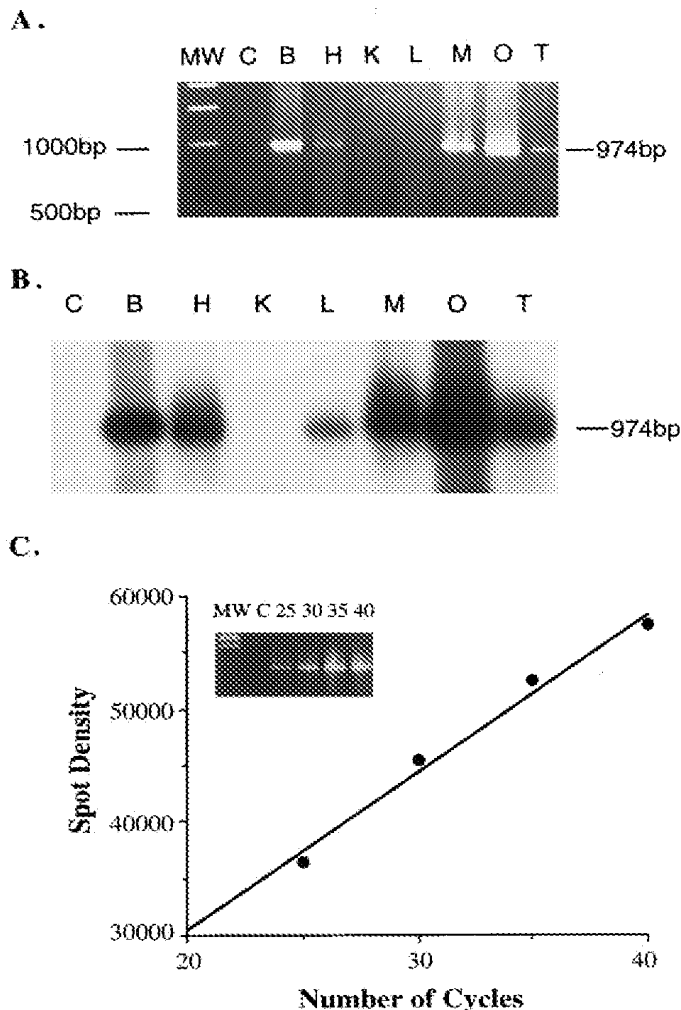 A.
MW C B H K L M O T
1000bp
974bp
500bp
B.
C B H K L M O T
974bp
C.
60000
MW C 25 30 35 40
50000
40000
30000
Spot Density
20 30 40
Number of Cycles